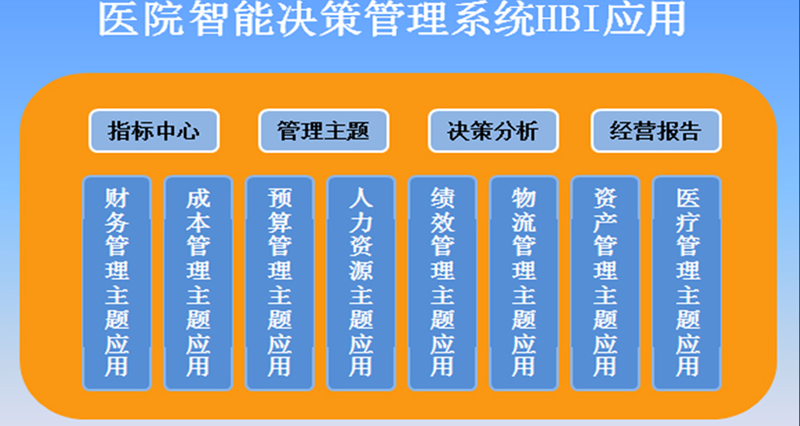 医院智能决策管理系统HBI应用
指标中心
管理主题
决策分析
经营报告
财务管理主题应用
成本管理主题应用
预算管理主题应用
人力资源主题应用
绩效管理主题应用
物流管理主题应用
资产管理主题应用
医疗管理主题应用